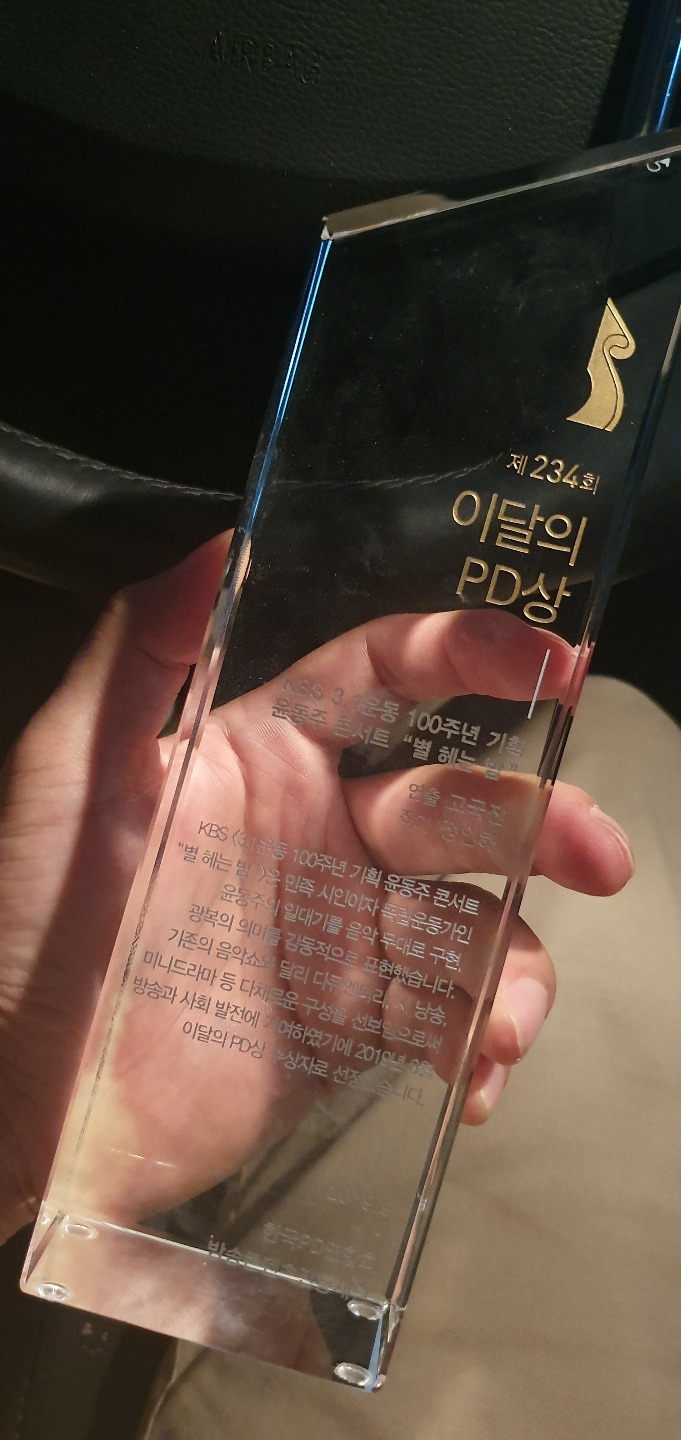 AIRBAG
제 234회
이달의
PD상
KBS 3.1운동 100주년 기획
윤동주 콘서트 “별 헤는 밤”
연출 고국진
작가
KBS 〈3.1운동 100주년 기획 윤동주 콘서트
“별 헤는 밤”〉은 민족 시인이자 독립운동가인
윤동주의 일대기를 음악 무대로 구현,
광복의 의미를 감동적으로 표현했습니다.
기존의 음악쇼와 달리 다큐멘터리, 시 낭송,
미니드라마 등 다채로운 구성을 선보임으로써
방송과 사회 발전에 기여하였기에 2019년 6월
이달의 PD상 수상자로 선정했습니다.
한국PD연합회